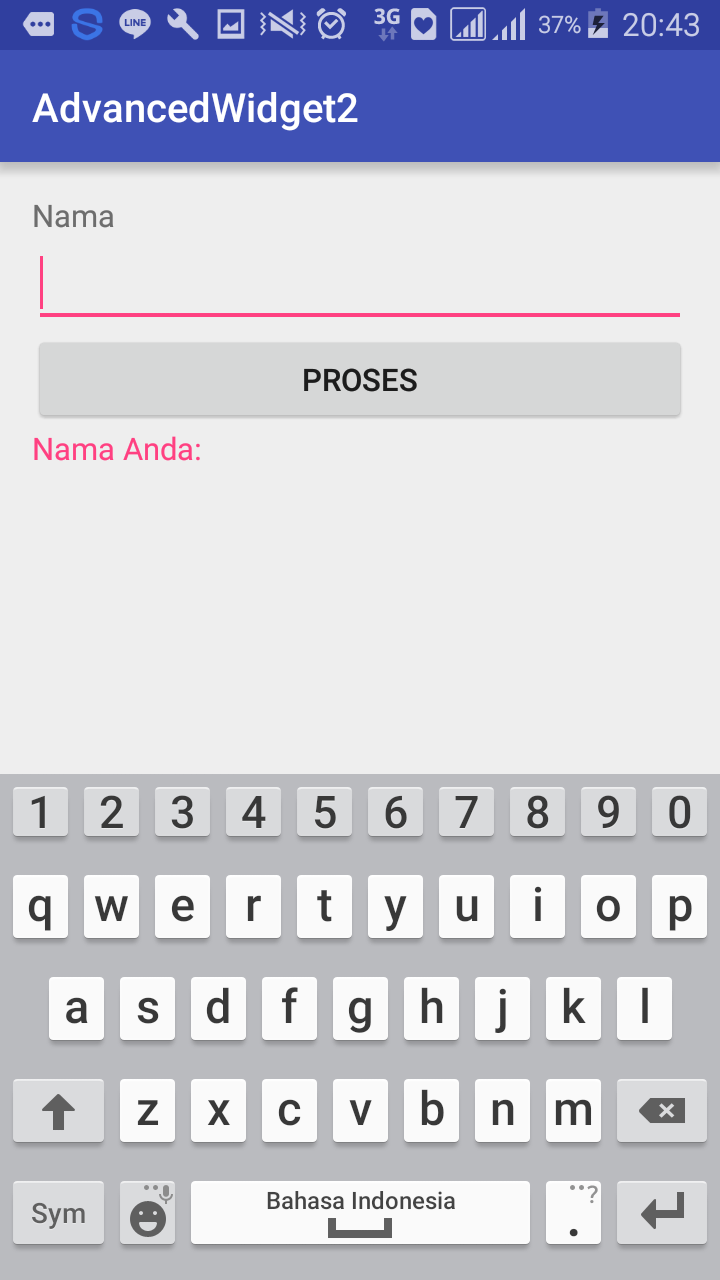 LINE 3G 37% 20:43
AdvancedWidget2
Nama
PROSES
Nama Anda:
1 2 3 4 5 6 7 8 9 0
q w e r t y u i o p
a s d f g h j k l
z x c v b n m
Sym Bahasa Indonesia . ?